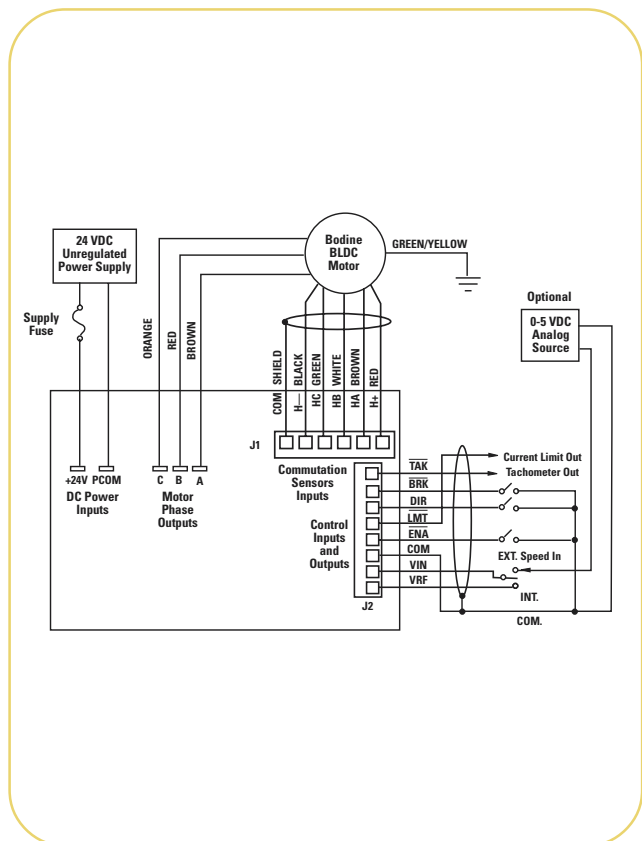 24 VDC
Unregulated
Power Supply
Bodine
BLDC
Motor
GREEN/YELLOW
Optional
0-5 VDC
Analog
Source
Supply
Fuse
ORANGE
RED
BROWN
COM SHIELD
H— BLACK
HC GREEN
HB WHITE
HA BROWN
H+ RED
J1
Commutation
Sensors
Inputs
+24V PCOM
DC Power
Inputs
C B A
Motor
Phase
Outputs
Control
Inputs
and
Outputs
J2
TAK
BRK
DIR
LMT
ENA
COM
VIN
VRF
Current Limit Out
Tachometer Out
EXT. Speed In
INT.
COM.